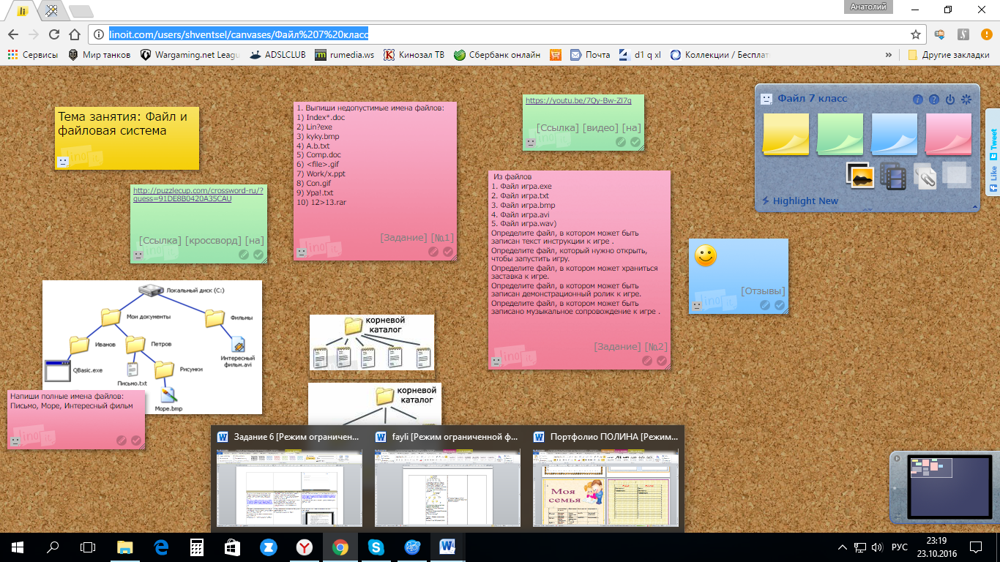 Анатолий
linoit.com/users/shventsel/canvases/Файл%207%20класс
Сервисы
Мир танков
Wargaming.net Leagu
ADSLCLUB
rumedia.ws
Кинозал ТВ
Сбербанк онлайн
Почта
d1 q xl
Коллекции / Бесплат
»
Другие закладки
Тема занятия: Файл и
файловая система
http://puzzlecup.com/crossword-ru/?
guess=91DE8B0420A35CAU
[Ссылка] [кроссворд] [на]
1. Выпиши недопустимые имена файлов:
1) Index*.doc
2) Lin?exe
3) kyky.bmp
4) A.b.txt
5) Comp.doc
6) <file>.gif
7) Work/x.ppt
8) Con.gif
9) Ура!.txt
10) 12>13.rar
[Задание] [№1]
https://youtu.be/7Oy-Bw-ZI7g
[Ссылка] [видео] [на]
Из файлов
1. Файл игра.exe
2. Файл игра.txt
3. Файл игра.bmp
4. Файл игра.avi
5. Файл игра.wav)
Определите файл, в котором может быть
записан текст инструкции к игре .
Определите файл, который нужно открыть,
чтобы запустить игру.
Определите файл, в котором может храниться
заставка к игре.
Определите файл, в котором может быть
записан демонстрационный ролик к игре.
Определите файл, в котором может быть
записано музыкальное сопровождение к игре .
[Задание] [№2]
Файл 7 класс
Highlight New
Like
Tweet
[Отзывы]
Локальный диск (C:)
Мои документы
Фильмы
Иванов
Петров
Интересный
фильм.avi
QBasic.exe
Письмо.txt
Рисунки
Море.bmp
Напиши полные имена файлов:
Письмо, Море, Интересный фильм
корневой
каталог
корневой
каталог
Задание 6 [Режим ограничен...
fayli [Режим ограниченной ф...
Портфолио ПОЛИНА [Режим...
Моя
семья
РУС
23:19
23.10.2016